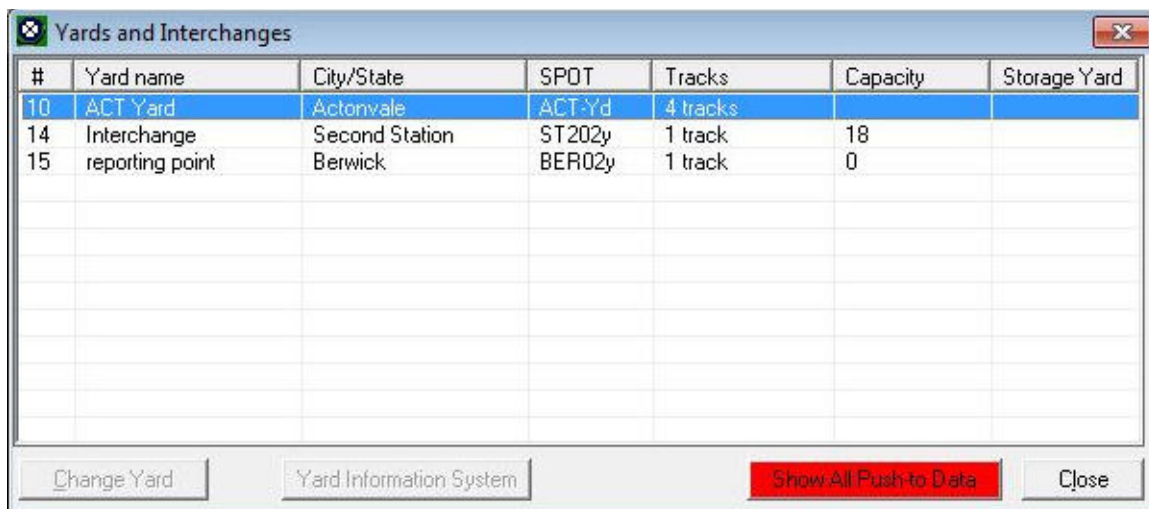 Yards and Interchanges
# Yard name City/State SPOT Tracks Capacity Storage Yard
10 ACT Yard Actonvale ACT-Yd 4 tracks
14 Interchange Second Station ST202y 1 track 18
15 reporting point Berwick BER02y 1 track 0
Change Yard Yard Information System Show All Push-to Data Close